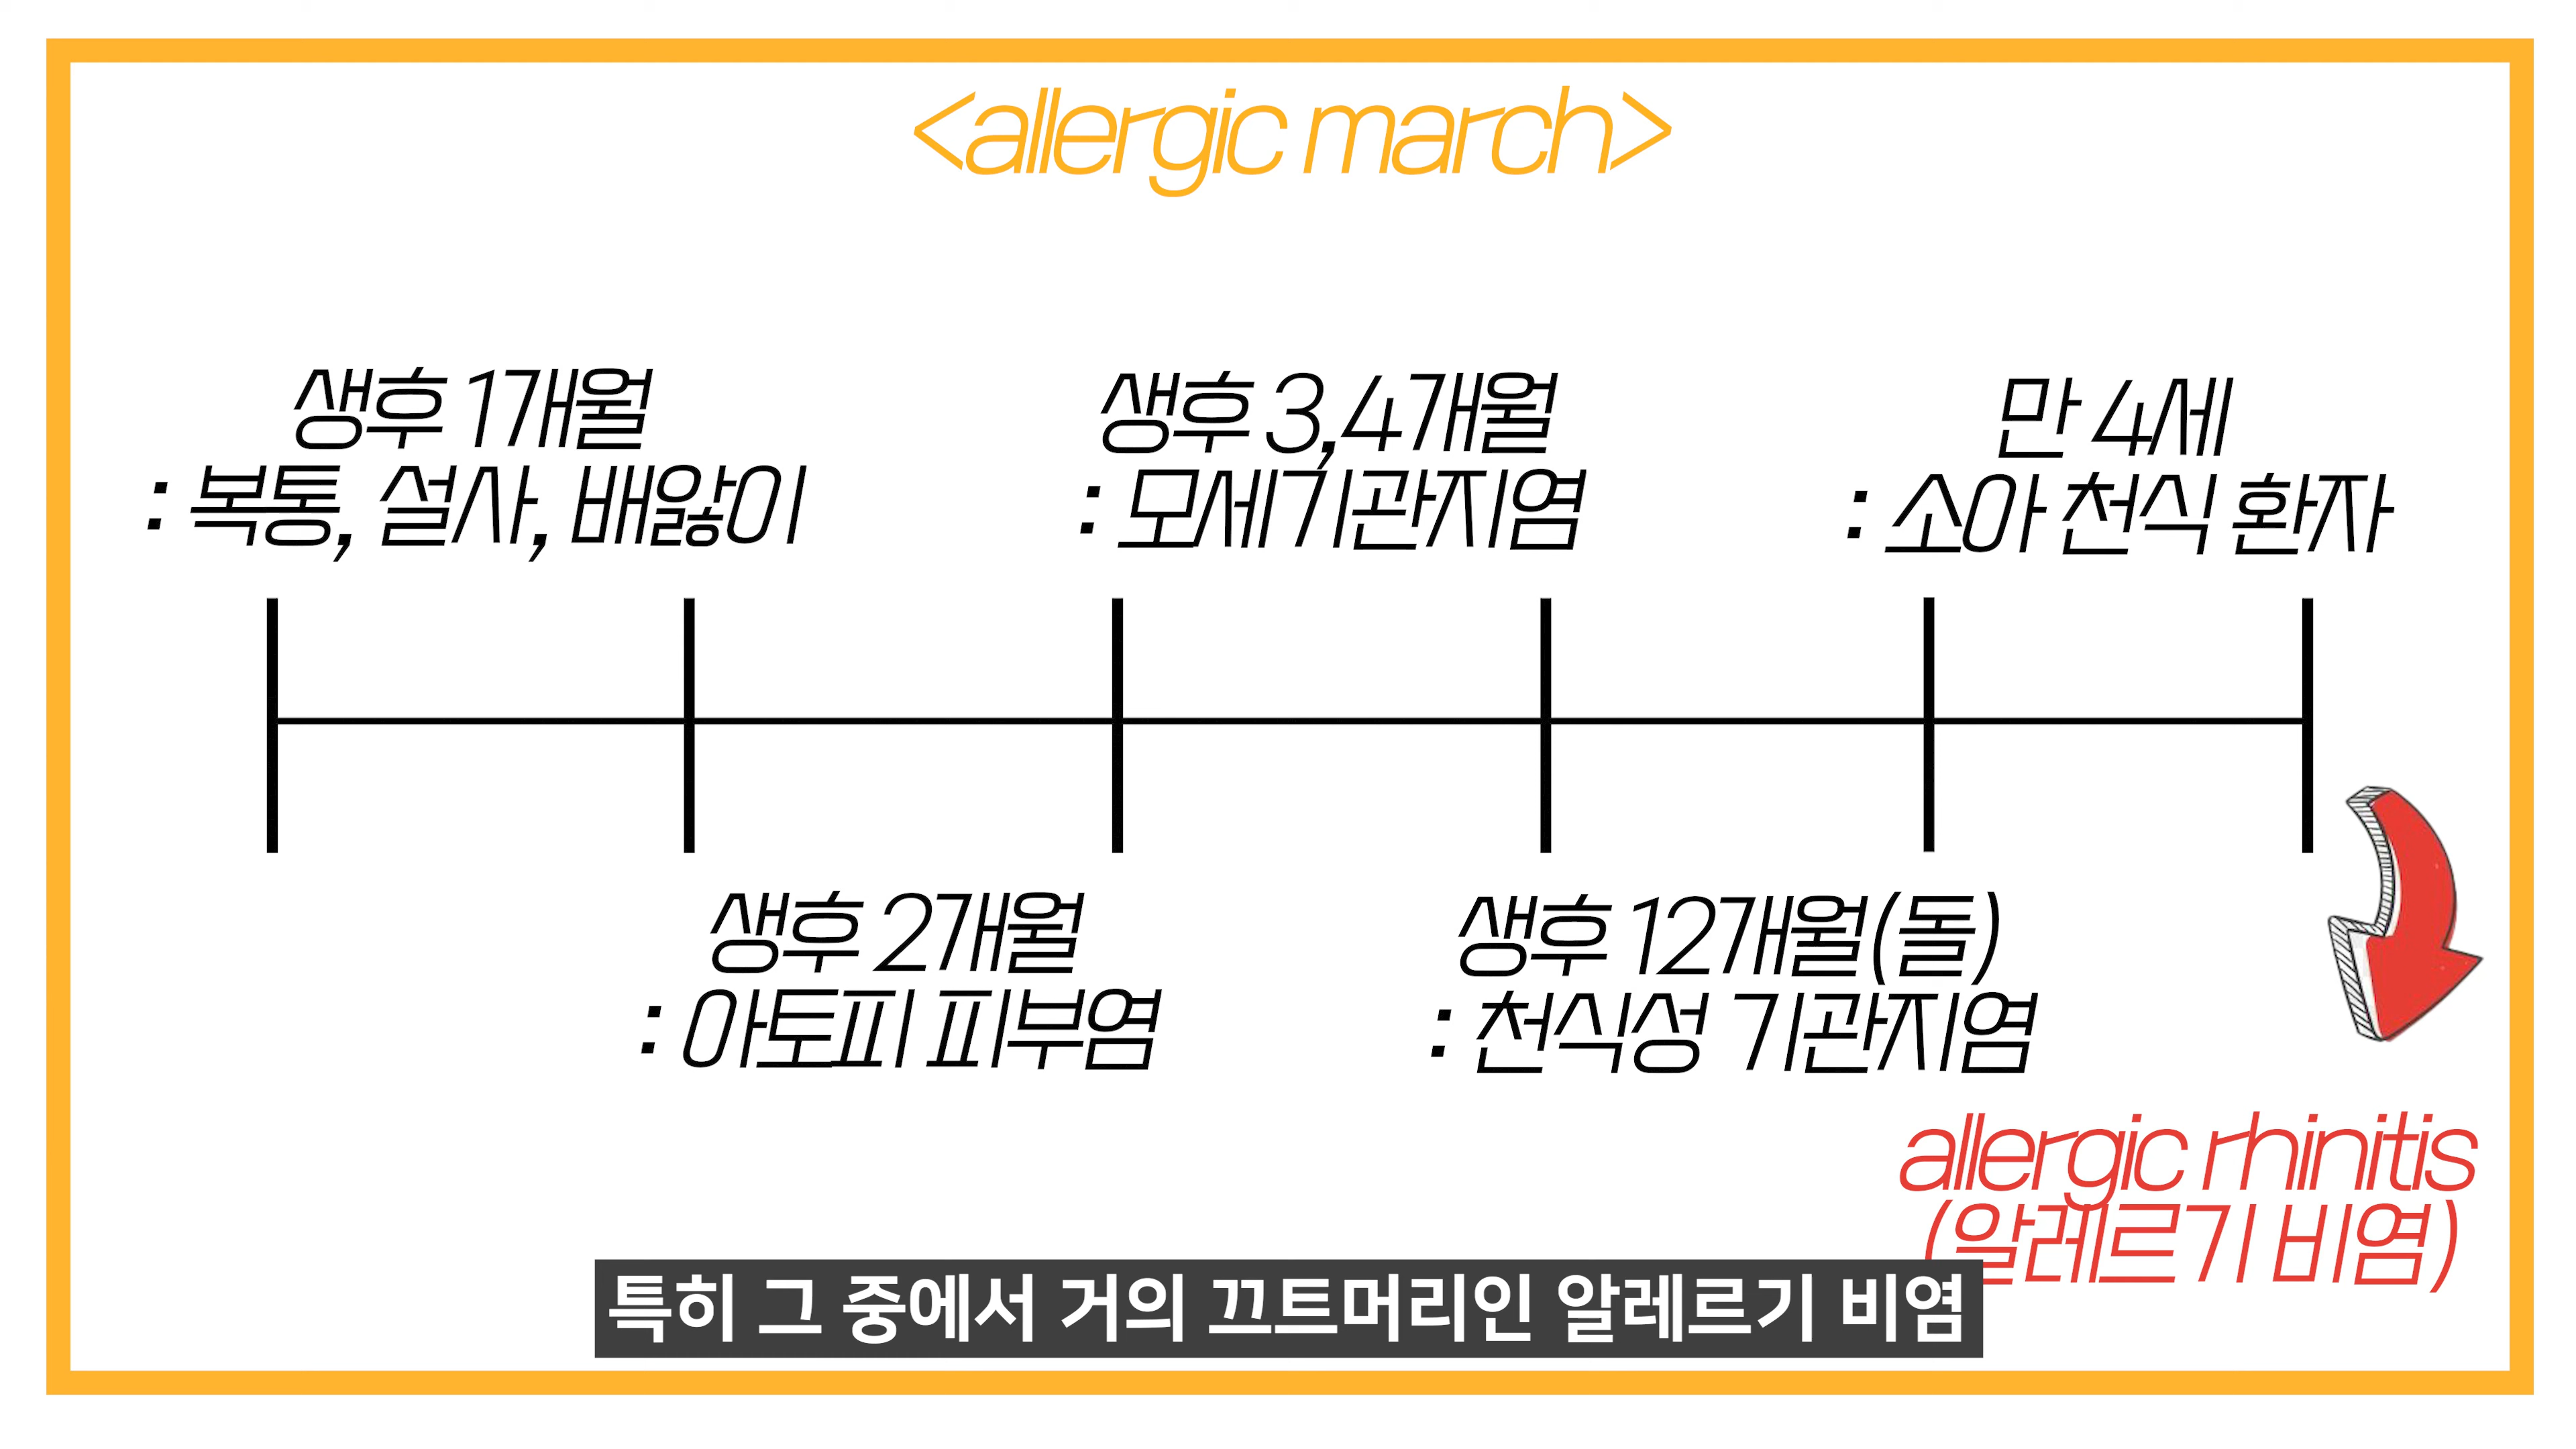 <allergic march>
생후 1개월
: 복통, 설사, 배앓이
생후 3,4개월
: 모세기관지염
만 4세
: 소아 천식 환자
생후 2개월
: 아토피 피부염
생후 12개월(돌)
: 천식성 기관지염
allergic rhinitis
(알레르기 비염)
특히 그 중에서 거의 끄트머리인 알레르기 비염